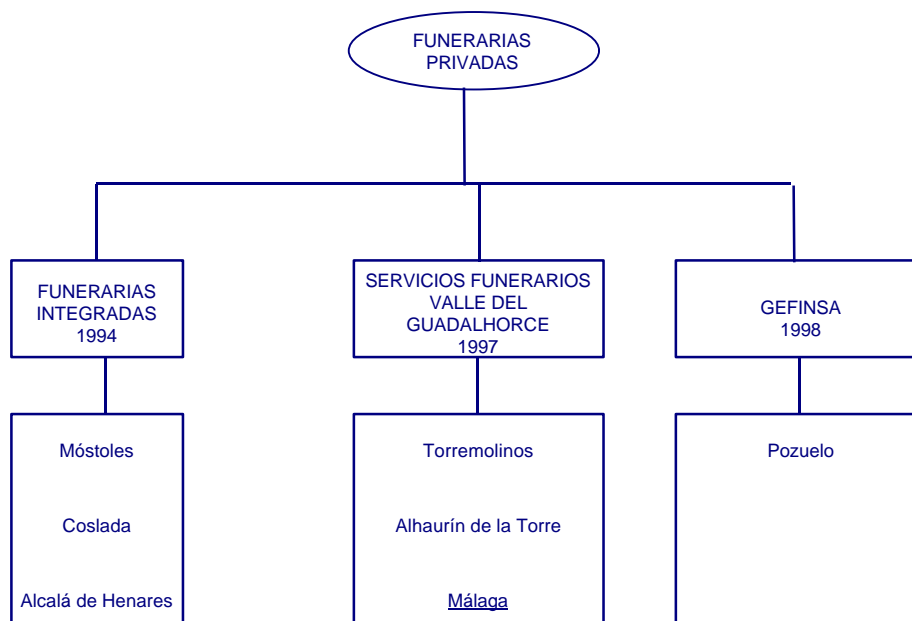 FUNERARIAS
PRIVADAS
FUNERARIAS
INTEGRADAS
1994
SERVICIOS FUNERARIOS
VALLE DEL
GUADALHORCE
1997
GEFINSA
1998
Móstoles
Coslada
Alcalá de Henares
Torremolinos
Alhaurín de la Torre
Málaga
Pozuelo